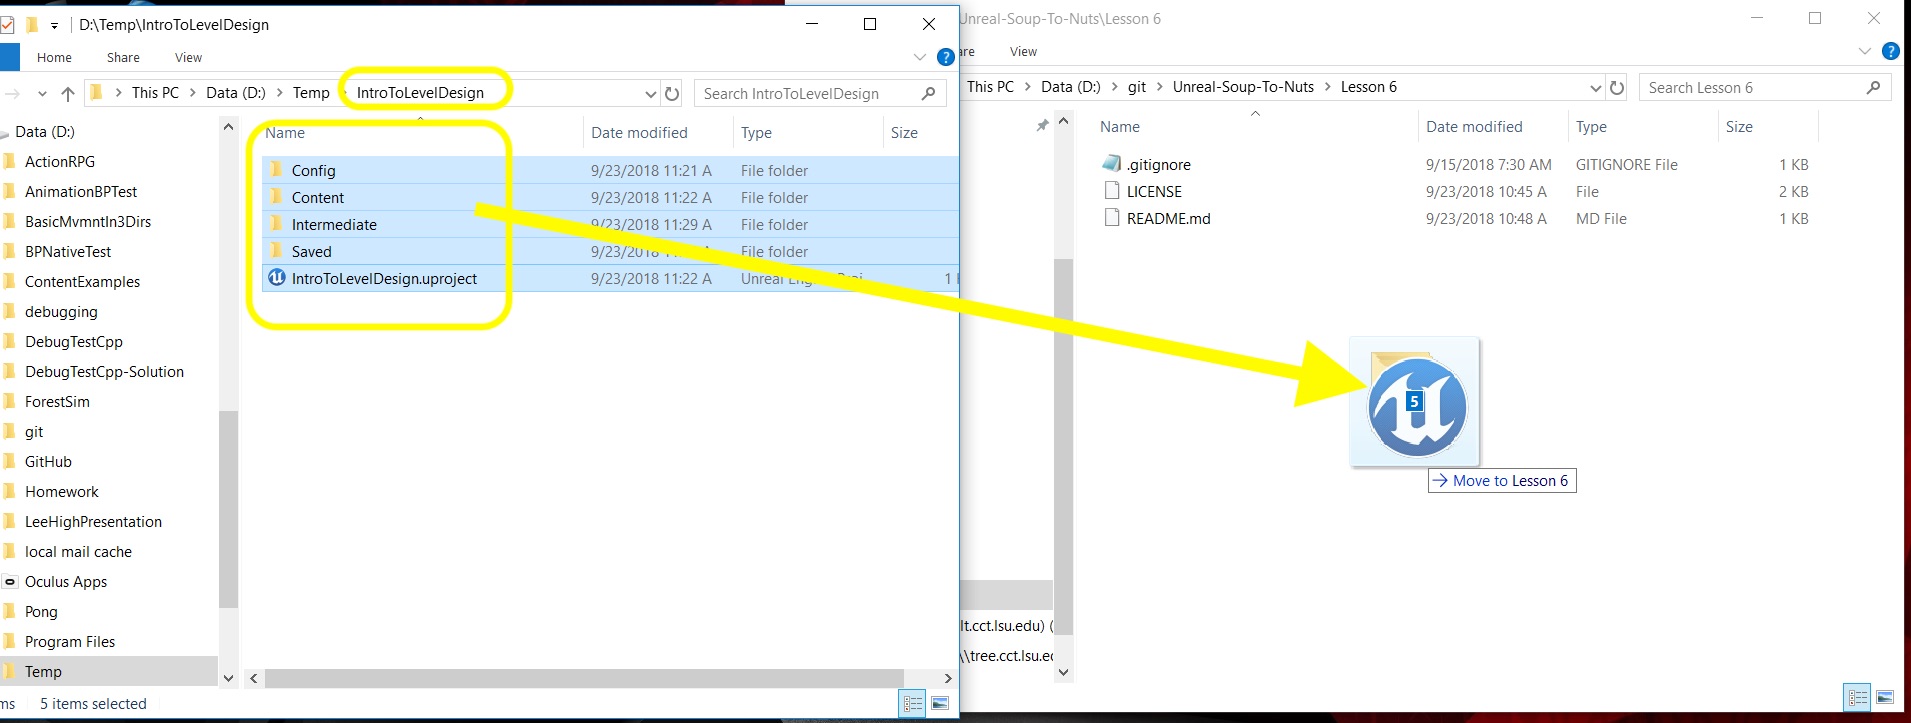 D:\Temp\IntroToLevelDesign
Home Share View
This PC Data (D:) Temp IntroToLevelDesign
Search IntroToLevelDesign
Data (D:)
ActionRPG
AnimationBPTest
BasicMvmntIn3Dirs
BPNativeTest
ContentExamples
debugging
DebugTestCpp
DebugTestCpp-Solution
ForestSim
git
GitHub
Homework
LeeHighPresentation
local mail cache
Oculus Apps
Pong
Program Files
Temp
Name Date modified Type Size
Config 9/23/2018 11:21 A File folder
Content 9/23/2018 11:22 A File folder
Intermediate 9/23/2018 11:29 A File folder
Saved 9/23/2018 File folder
IntroToLevelDesign.uproject 9/23/2018 11:22 A Unreal 1
ms 5 items selected
Unreal-Soup-To-Nuts\Lesson 6
are View
This PC Data (D:) git Unreal-Soup-To-Nuts Lesson 6
Search Lesson 6
Name Date modified Type Size
.gitignore 9/15/2018 7:30 AM GITIGNORE File 1 KB
LICENSE 9/23/2018 10:45 A File 2 KB
README.md 9/23/2018 10:48 A MD File 1 KB
5
Move to Lesson 6
lt.cct.lsu.edu) (
\\tree.cct.lsu.ed